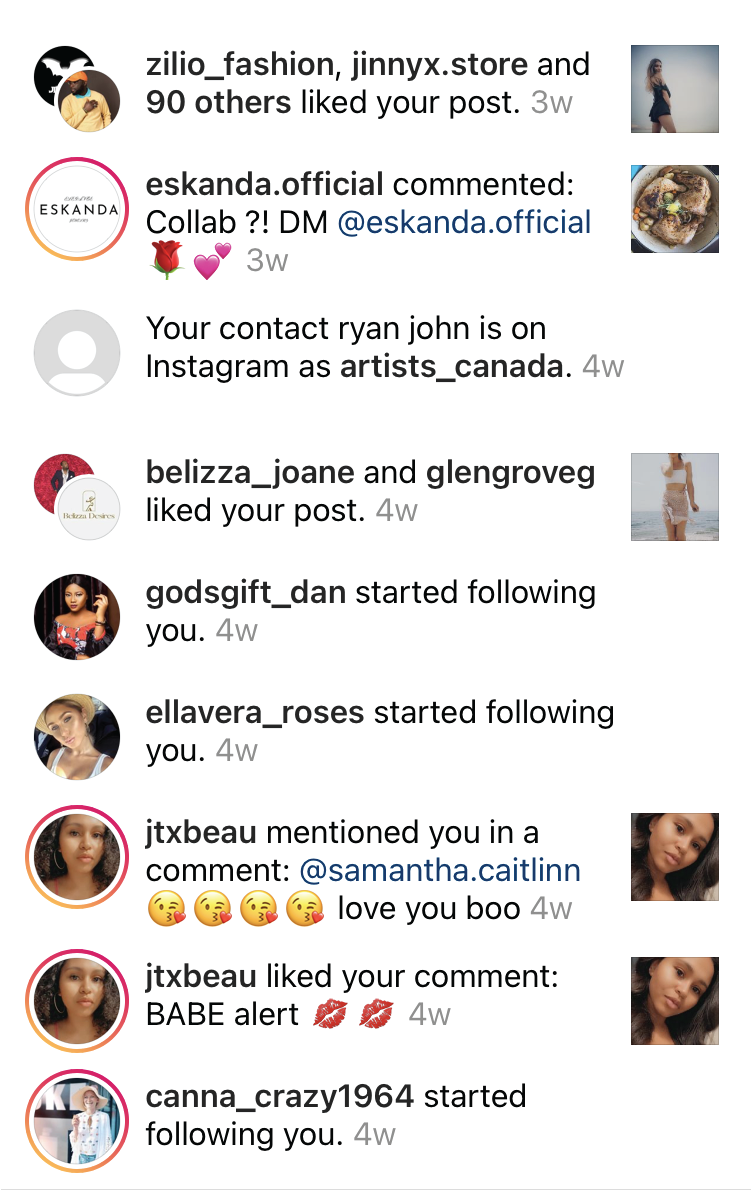 zilio_fashion, jinnyx.store and
90 others liked your post. 3w
ESKANDA
eskanda.official commented:
Collab ?! DM @eskanda.official
🌹 💕 3w
Your contact ryan john is on
Instagram as artists_canada. 4w
Belizza Desires
belizza_joane and glengroveg
liked your post. 4w
godsgift_dan started following
you. 4w
ellavera_roses started following
you. 4w
jtxbeau mentioned you in a
comment: @samantha.caitlinn
😘 😘 😘 😘 love you boo 4w
jtxbeau liked your comment:
BABE alert 💋 💋 4w
canna_crazy1964 started
following you. 4w